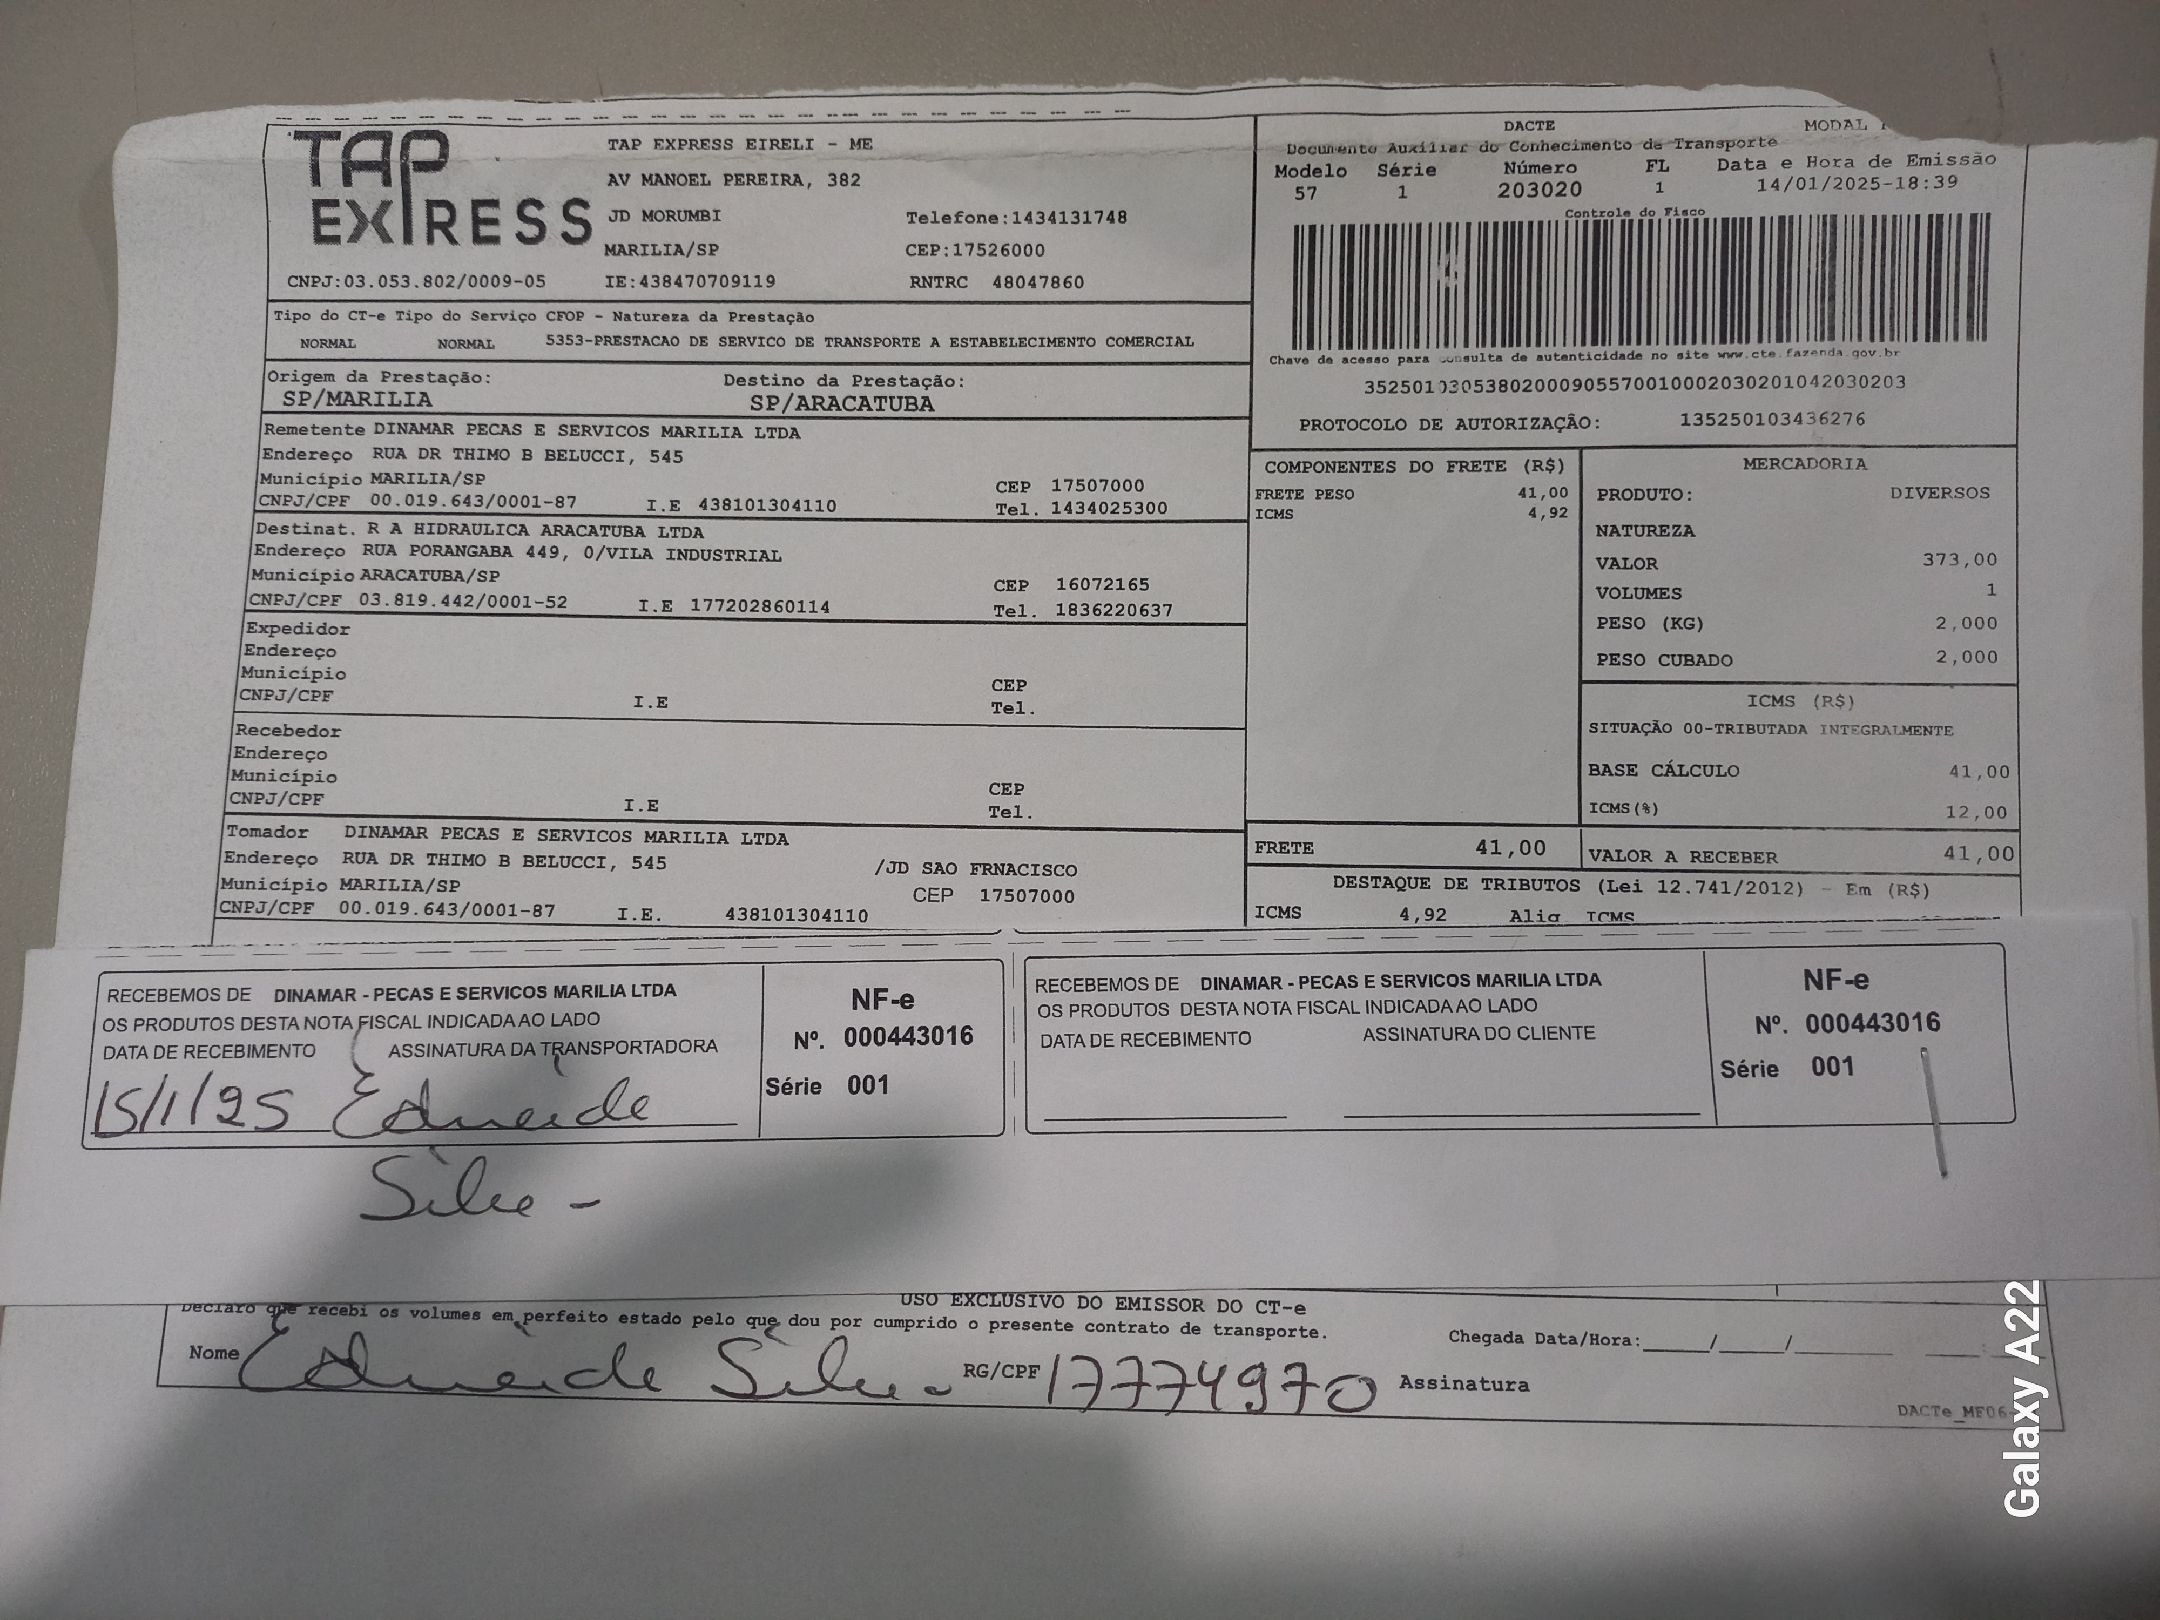 TAP EXPRESS
TAP EXPRESS EIRELI - ME
AV MANOEL PEREIRA, 382
JD MORUMBI Telefone:1434131748
MARILIA/SP CEP:17526000
CNPJ:03.053.802/0009-05 IE:438470709119 RNTRC 48047860
Tipo do CT-e Tipo do Serviço CFOP - Natureza da Prestação
NORMAL NORMAL 5353-PRESTACAO DE SERVICO DE TRANSPORTE A ESTABELECIMENTO COMERCIAL
Origem da Prestação: Destino da Prestação:
SP/MARILIA SP/ARACATUBA
Remetente DINAMAR PECAS E SERVICOS MARILIA LTDA
Endereço RUA DR THIMO B BELUCCI, 545
Município MARILIA/SP CEP 17507000
CNPJ/CPF 00.019.643/0001-87 I.E 438101304110 Tel. 1434025300
Destinat. R A HIDRAULICA ARACATUBA LTDA
Endereço RUA PORANGABA 449, 0/VILA INDUSTRIAL
Município ARACATUBA/SP CEP 16072165
CNPJ/CPF 03.819.442/0001-52 I.E 177202860114 Tel. 1836220637
Expedidor
Endereço
Município CEP
CNPJ/CPF I.E Tel.
Recebedor
Endereço
Município CEP
CNPJ/CPF I.E Tel.
Tomador DINAMAR PECAS E SERVICOS MARILIA LTDA
Endereço RUA DR THIMO B BELUCCI, 545 /JD SAO FRNACISCO
Município MARILIA/SP CEP 17507000
CNPJ/CPF 00.019.643/0001-87 I.E. 438101304110
DACTE MODAL
Documento Auxiliar do Conhecimento de Transporte
Modelo Série Número FL Data e Hora de Emissão
57 1 203020 1 14/01/2025-18:39
Controle do Fisco
Chave de acesso para consulta de autenticidade no site www.cte.fazenda.gov.br
35250103053802000905570010002030201042030203
PROTOCOLO DE AUTORIZAÇÃO: 135250103436276
COMPONENTES DO FRETE (R$)
FRETE PESO 41,00
ICMS 4,92
MERCADORIA
PRODUTO: DIVERSOS
NATUREZA
VALOR 373,00
VOLUMES 1
PESO (KG) 2,000
PESO CUBADO 2,000
ICMS (R$)
SITUAÇÃO 00-TRIBUTADA INTEGRALMENTE
BASE CÁLCULO 41,00
ICMS(%) 12,00
FRETE 41,00 VALOR A RECEBER 41,00
DESTAQUE DE TRIBUTOS (Lei 12.741/2012) - Em (R$)
ICMS 4,92 Aliq ICMS
RECEBEMOS DE DINAMAR - PECAS E SERVICOS MARILIA LTDA
OS PRODUTOS DESTA NOTA FISCAL INDICADA AO LADO
DATA DE RECEBIMENTO ASSINATURA DA TRANSPORTADORA
15/1/25
NF-e
Nº. 000443016
Série 001
RECEBEMOS DE DINAMAR - PECAS E SERVICOS MARILIA LTDA
OS PRODUTOS DESTA NOTA FISCAL INDICADA AO LADO
DATA DE RECEBIMENTO ASSINATURA DO CLIENTE
NF-e
Nº. 000443016
Série 001
USO EXCLUSIVO DO EMISSOR DO CT-e
Declaro que recebi os volumes em perfeito estado pelo que dou por cumprido o presente contrato de transporte.
Nome RG/CPF 17774970 Assinatura
Chegada Data/Hora:____/____/____
DACTe_MF06
Galaxy A22